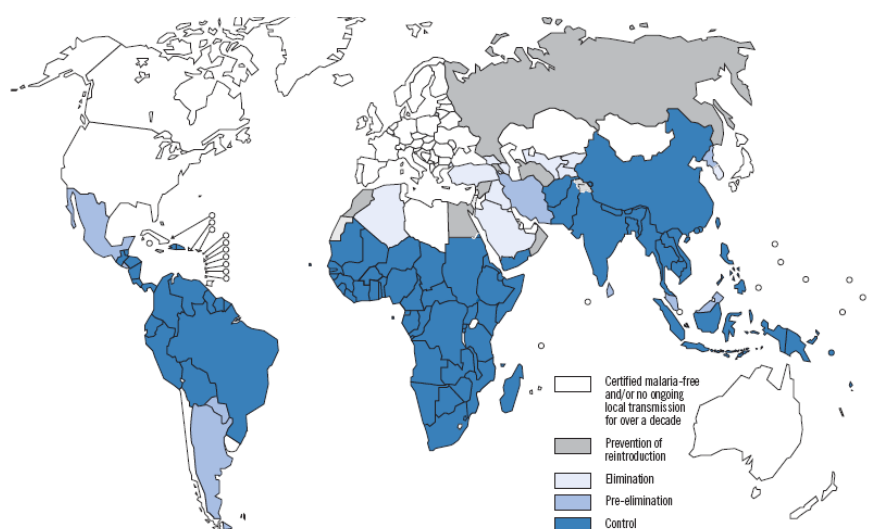 Certified malaria-free
and/or no ongoing
local transmission
for over a decade
Prevention of
reintroduction
Elimination
Pre-elimination
Control